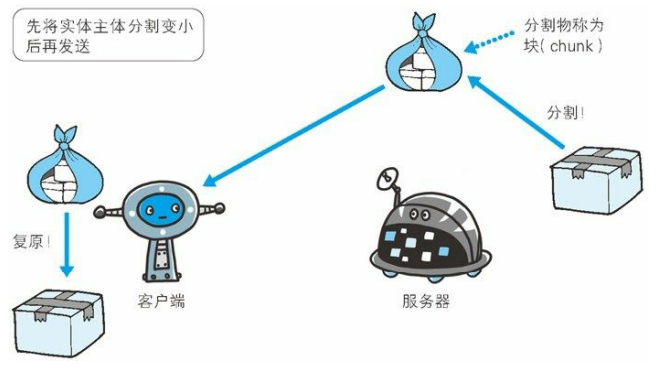 先将实体主体分割变小
后再发送
分割物称为
块(chunk)
分割!
复原!
客户端
服务器